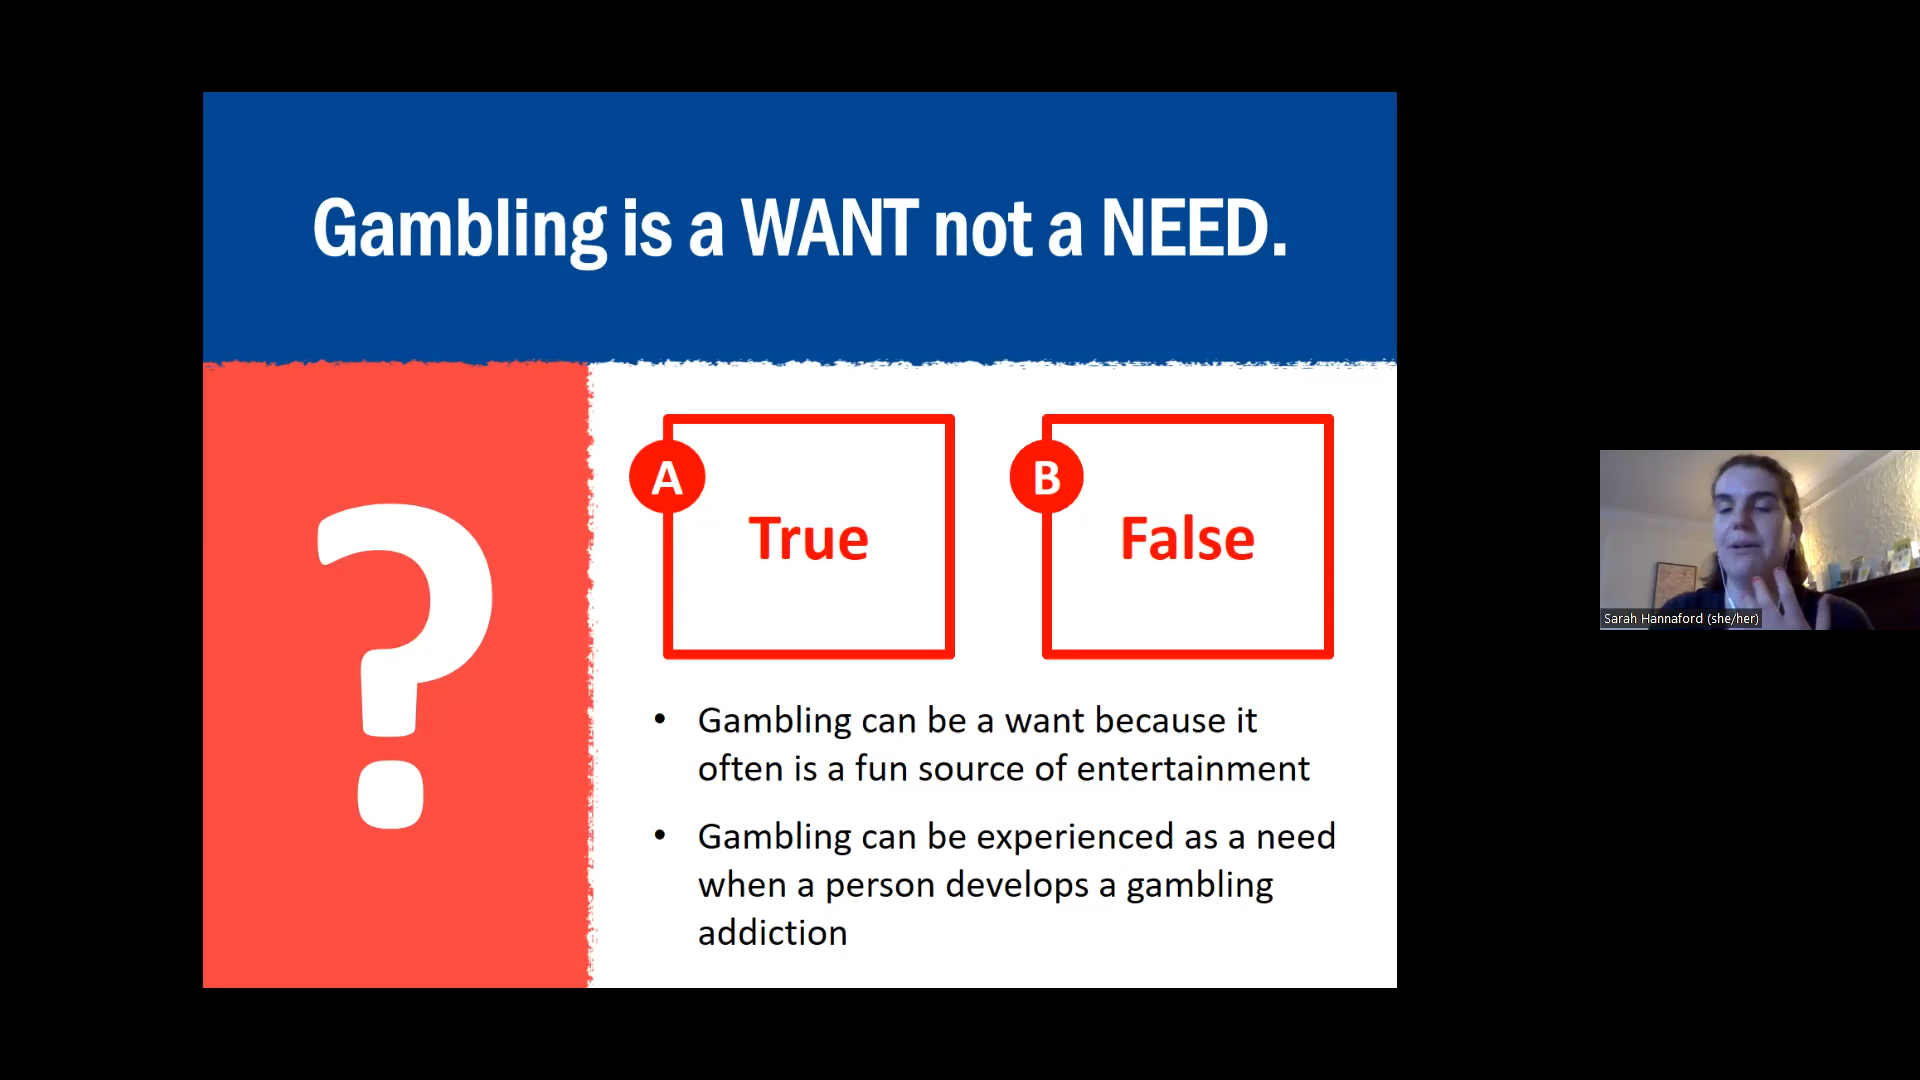 Gambling is a WANT not a NEED.
?
A
True
B
False
• Gambling can be a want because it
often is a fun source of entertainment
• Gambling can be experienced as a need
when a person develops a gambling
addiction
Sarah Hannaford (she/her)